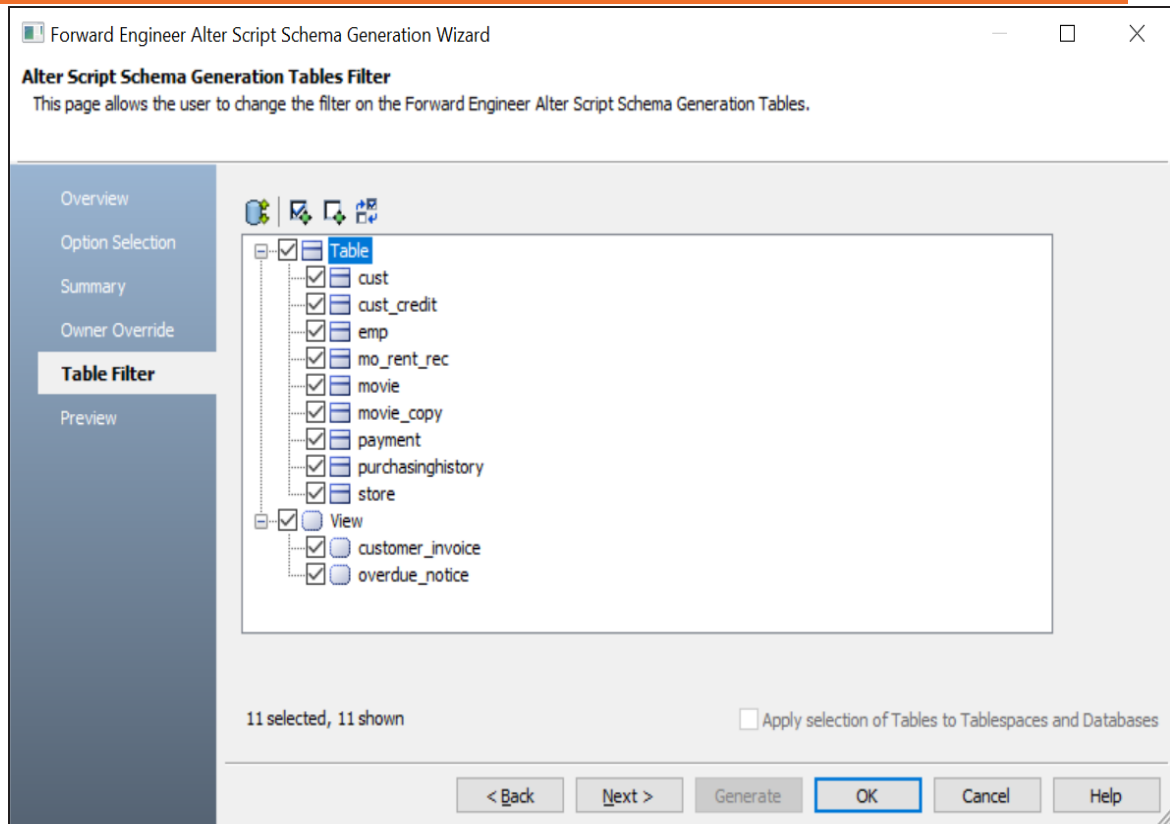 Forward Engineer Alter Script Schema Generation Wizard
Alter Script Schema Generation Tables Filter
This page allows the user to change the filter on the Forward Engineer Alter Script Schema Generation Tables.
Overview
Option Selection
Summary
Owner Override
Table Filter
Preview
Table
cust
cust_credit
emp
mo_rent_rec
movie
movie_copy
payment
purchasinghistory
store
View
customer_invoice
overdue_notice
11 selected, 11 shown
Apply selection of Tables to Tablespaces and Databases
< Back
Next >
Generate
OK
Cancel
Help